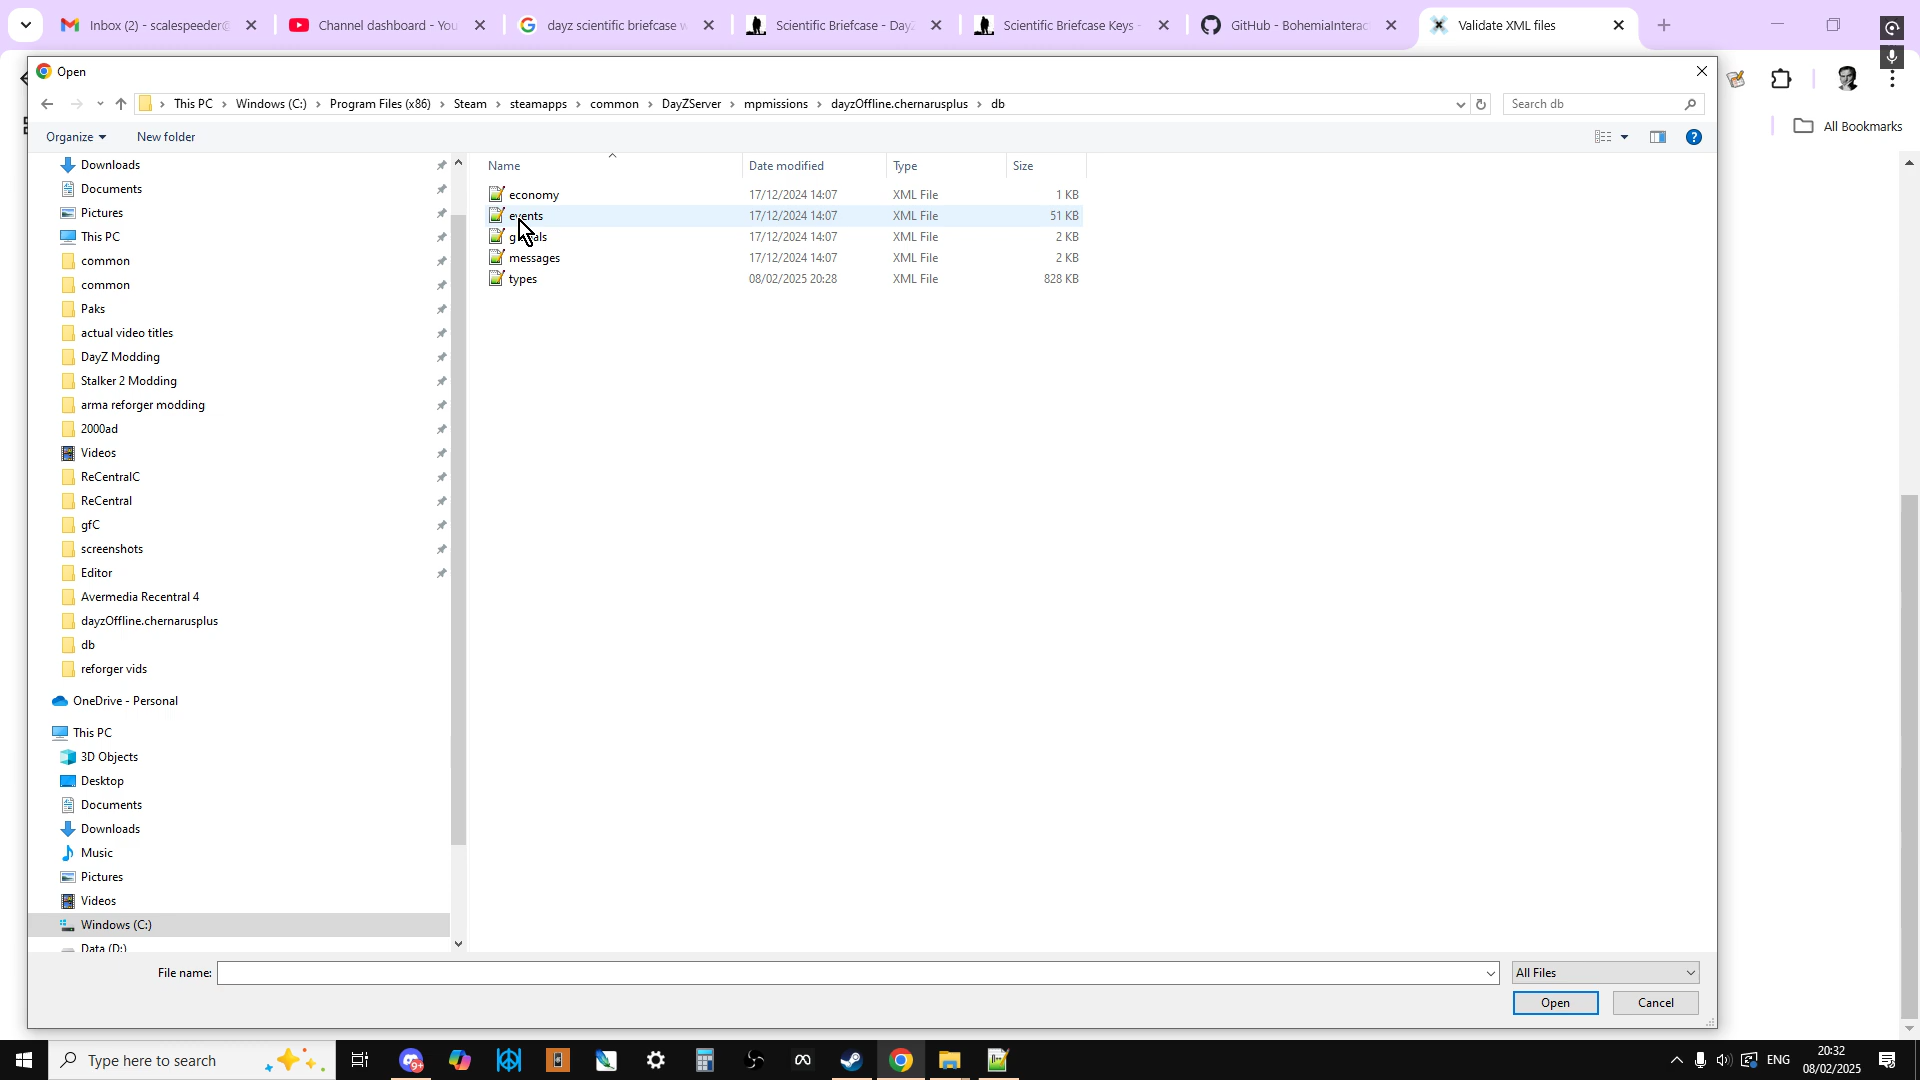 Inbox (2) - scalespeeder@
Channel dashboard - You
dayz scientific briefcase w
Scientific Briefcase - Day
Scientific Briefcase Keys -
GitHub - BohemiaInterac
Validate XML files
Open
This PC > Windows (C:) > Program Files (x86) > Steam > steamapps > common > DayZServer > mpmissions > dayzOffline.chernarusplus > db
Search db
Organize
New folder
All Bookmarks
Name
Date modified
Type
Size
economy 17/12/2024 14:07 XML File 1 KB
events 17/12/2024 14:07 XML File 51 KB
17/12/2024 14:07 XML File 2 KB
messages 17/12/2024 14:07 XML File 2 KB
types 08/02/2025 20:28 XML File 828 KB
Downloads
Documents
Pictures
This PC
common
common
Paks
actual video titles
DayZ Modding
Stalker 2 Modding
arma reforger modding
2000ad
Videos
ReCentralC
ReCentral
gfC
screenshots
Editor
Avermedia Recentral 4
dayzOffline.chernarusplus
db
reforger vids
OneDrive - Personal
This PC
3D Objects
Desktop
Documents
Downloads
Music
Pictures
Videos
Windows (C:)
Data (D:)
File name:
All Files
Open
Cancel
Type here to search
ENG
20:32
08/02/2025